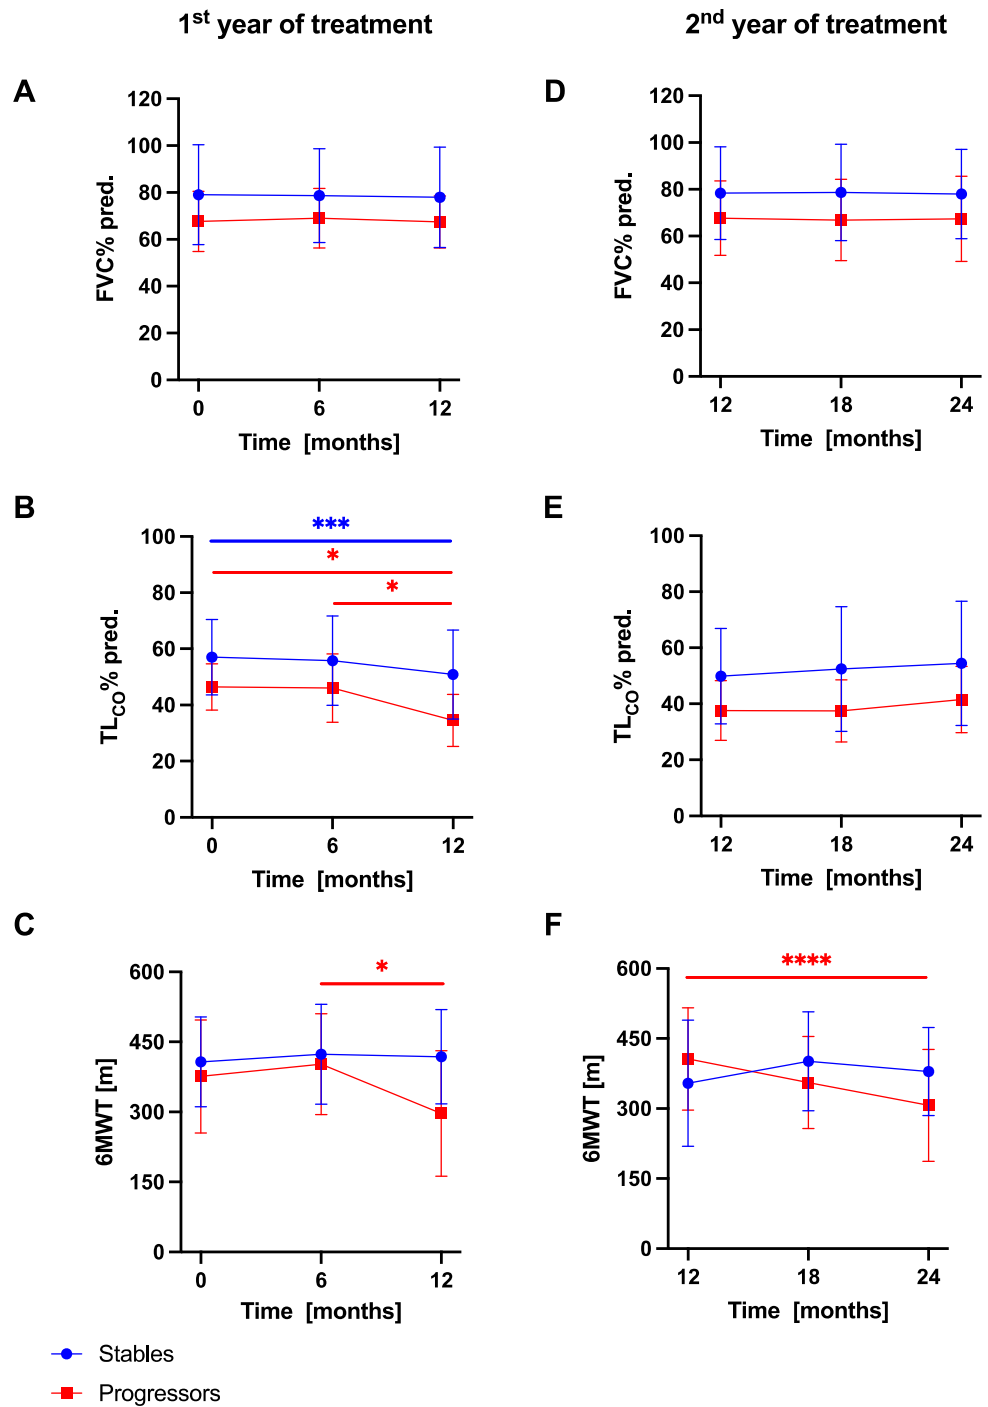 1st year of treatment
2nd year of treatment
A
120
100
80
60
40
20
0
FVC% pred.
0 6 12
Time [months]
D
120
100
80
60
40
20
0
FVC% pred.
12 18 24
Time [months]
B
***
*
*
100
80
60
40
20
0
TLCO% pred.
0 6 12
Time [months]
E
100
80
60
40
20
0
TLCO% pred.
12 18 24
Time [months]
C
*
600
450
300
150
0
6MWT [m]
0 6 12
Time [months]
F
****
600
450
300
150
0
6MWT [m]
12 18 24
Time [months]
Stables
Progressors